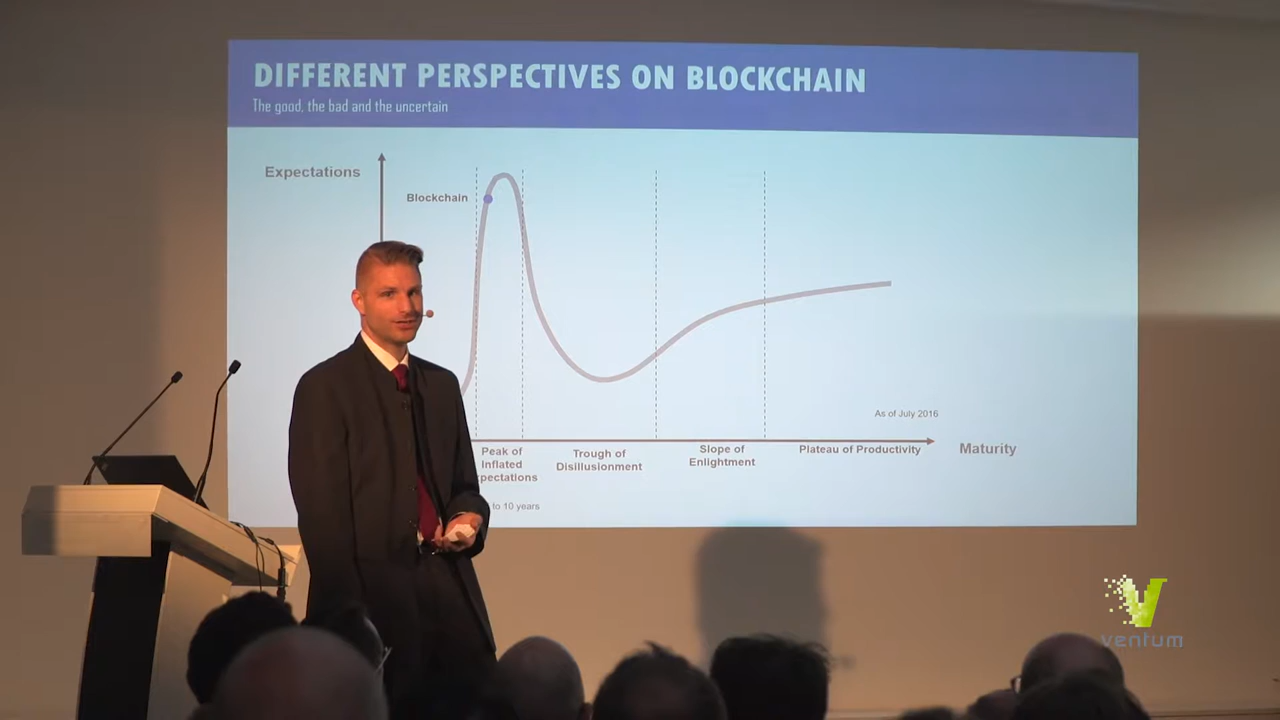 DIFFERENT PERSPECTIVES ON BLOCKCHAIN
The good, the bad and the uncertain
Expectations
Blockchain
As of July 2016
Peak of
Inflated
Trough of
Disillusionment
Slope of
Enlightment
Plateau of Productivity
Maturity
to 10 years
ventum